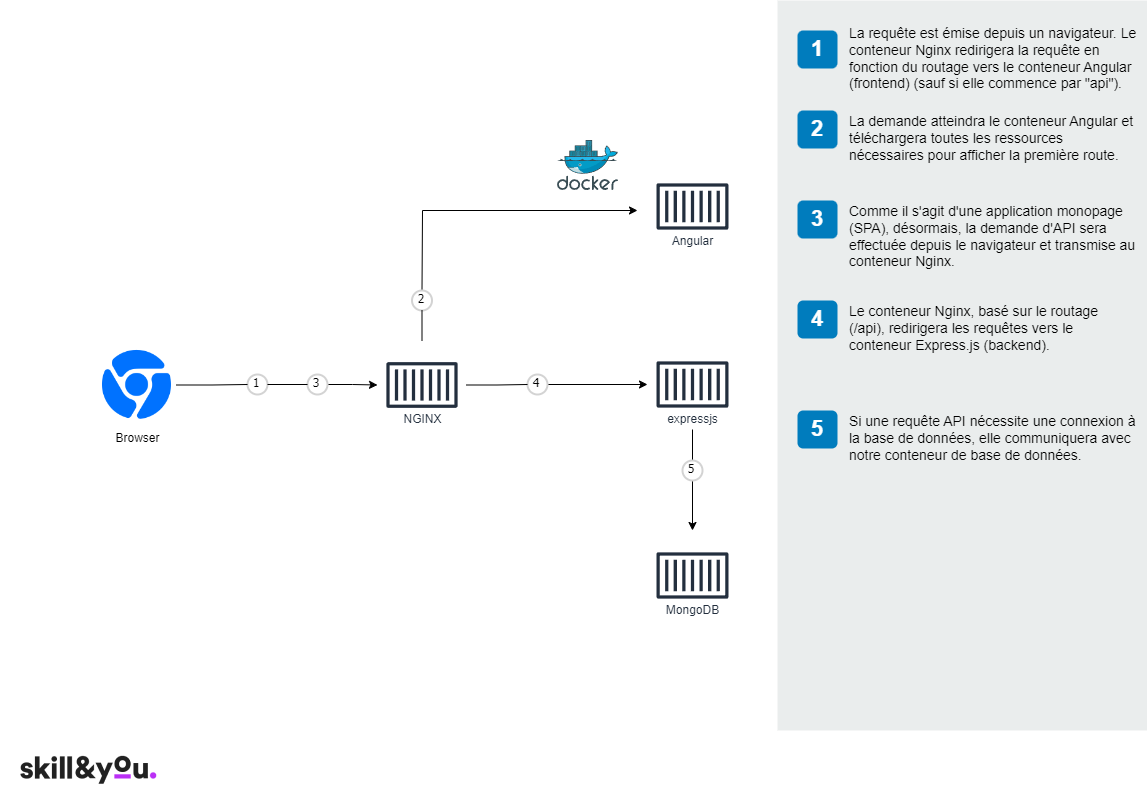 docker
Angular
2
Browser
1
3
NGINX
4
expressjs
5
MongoDB
1
La requête est émise depuis un navigateur. Le
conteneur Nginx redirigera la requête en
fonction du routage vers le conteneur Angular
(frontend) (sauf si elle commence par "api").
2
La demande atteindra le conteneur Angular et
téléchargera toutes les ressources
nécessaires pour afficher la première route.
3
Comme il s'agit d'une application monopage
(SPA), désormais, la demande d'API sera
effectuée depuis le navigateur et transmise au
conteneur Nginx.
4
Le conteneur Nginx, basé sur le routage
(/api), redirigera les requêtes vers le
conteneur Express.js (backend).
5
Si une requête API nécessite une connexion à
la base de données, elle communiquera avec
notre conteneur de base de données.
skill&you.